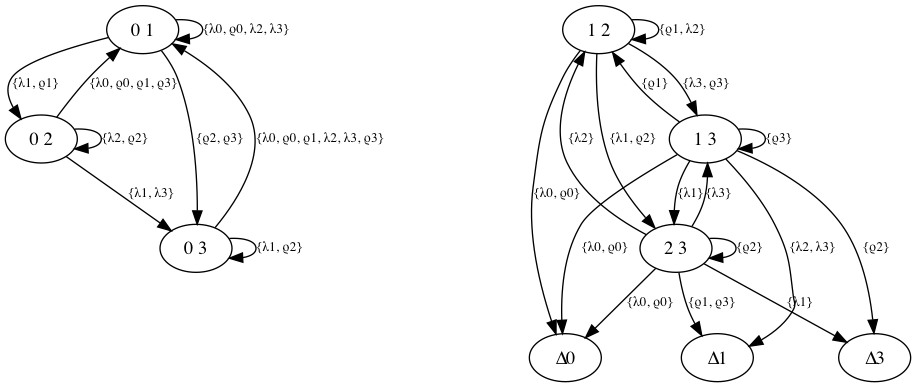 0 1
{λ0, ϱ0, λ2, λ3}
1 2
{ϱ1, λ2}
{λ1, ϱ1}
{λ0, ϱ0, ϱ1, ϱ3}
{ϱ1}
{λ3, ϱ3}
0 2
{λ2, ϱ2}
{ϱ2, ϱ3}
{λ0, ϱ0, ϱ1, λ2, λ3, ϱ3}
{λ2}
{λ1, ϱ2}
1 3
{ϱ3}
{λ1, λ3}
{λ0, ϱ0}
{λ1}
{λ3}
0 3
{λ1, ϱ2}
{λ0, ϱ0}
2 3
{ϱ2}
{λ2, λ3}
{ϱ2}
{λ0, ϱ0}
{ϱ1, ϱ3}
{λ1}
Δ0
Δ1
Δ3